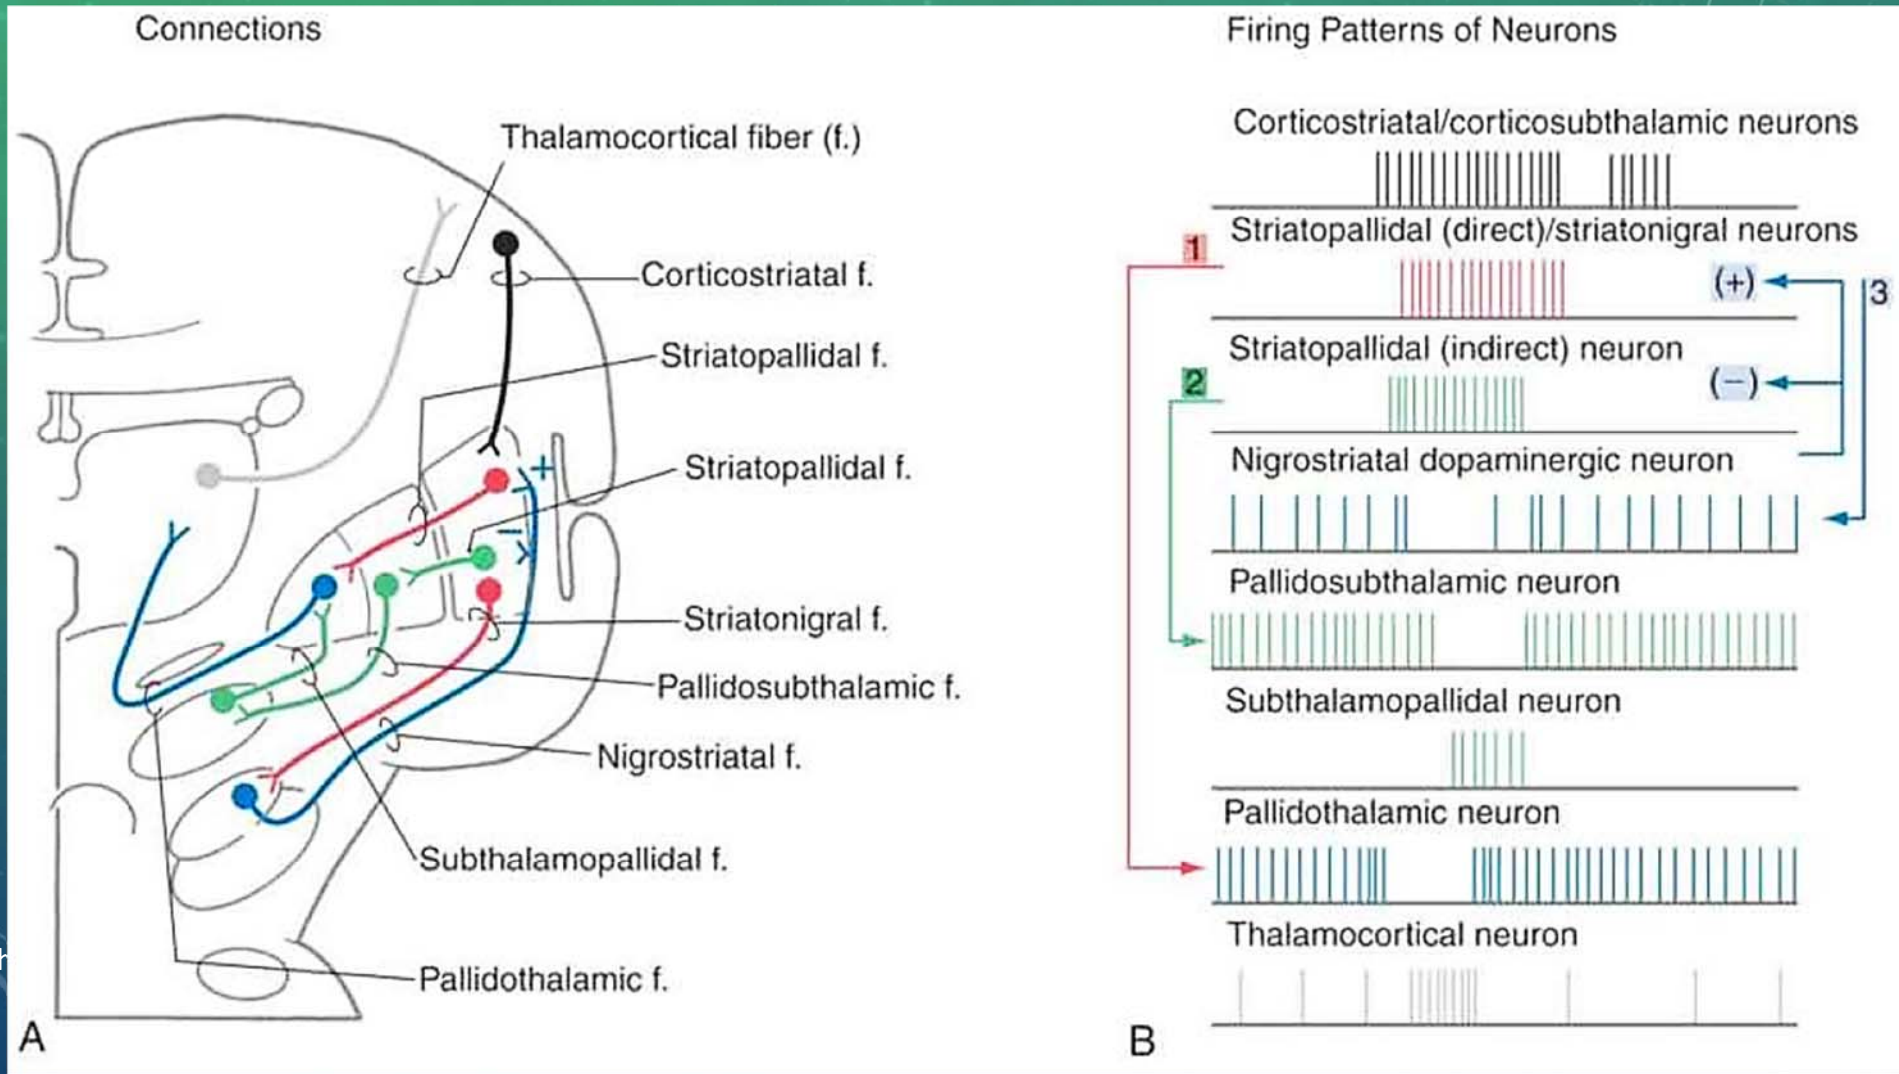 Connections
Thalamocortical fiber (f.)
Corticostriatal f.
Striatopallidal f.
+
Striatopallidal f.
−
Striatonigral f.
Pallidosubthalamic f.
Nigrostriatal f.
Subthalamopallidal f.
h
Pallidothalamic f.
A
Firing Patterns of Neurons
Corticostriatal/corticosubthalamic neurons
1
Striatopallidal (direct)/striatonigral neurons
(+)
3
Striatopallidal (indirect) neuron
2
(−)
Nigrostriatal dopaminergic neuron
Pallidosubthalamic neuron
Subthalamopallidal neuron
Pallidothalamic neuron
Thalamocortical neuron
B